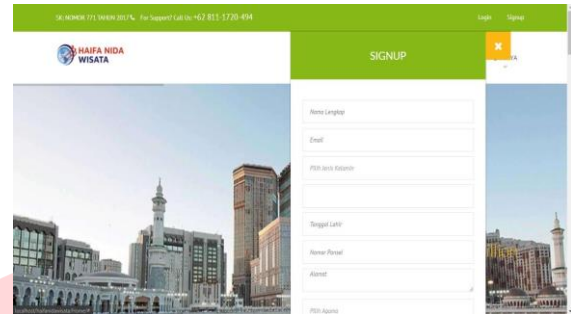 SK: NOMOR 771 TAHUN 2017 For Support? Call Us: +62 811-1720-494
Login Signup
HAIFA NIDA
WISATA
SIGNUP
x
Nama Lengkap
Email
Pilih Jenis Kelamin
Tanggal Lahir
Nomor Ponsel
Alamat
Pilih Agama